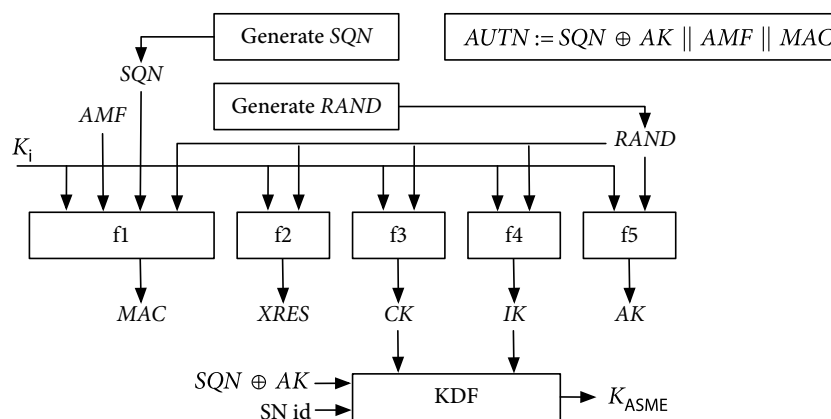 Generate SQN
AUTN := SQN ⊕ AK || AMF || MAC
SQN
Generate RAND
AMF
RAND
Ki
f1
f2
f3
f4
f5
MAC
XRES
CK
IK
AK
SQN ⊕ AK
KDF
KASME
SN id